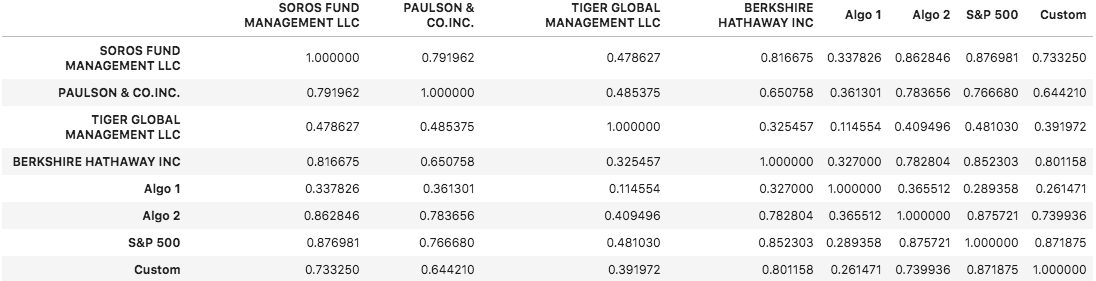 SOROS FUND MANAGEMENT LLC PAULSON & CO.INC. TIGER GLOBAL MANAGEMENT LLC BERKSHIRE HATHAWAY INC Algo 1 Algo 2 S&P 500 Custom
SOROS FUND MANAGEMENT LLC 1.000000 0.791962 0.478627 0.816675 0.337826 0.862846 0.876981 0.733250
PAULSON & CO.INC. 0.791962 1.000000 0.485375 0.650758 0.361301 0.783656 0.766680 0.644210
TIGER GLOBAL MANAGEMENT LLC 0.478627 0.485375 1.000000 0.325457 0.114554 0.409496 0.481030 0.391972
BERKSHIRE HATHAWAY INC 0.816675 0.650758 0.325457 1.000000 0.327000 0.782804 0.852303 0.801158
Algo 1 0.337826 0.361301 0.114554 0.327000 1.000000 0.365512 0.289358 0.261471
Algo 2 0.862846 0.783656 0.409496 0.782804 0.365512 1.000000 0.875721 0.739936
S&P 500 0.876981 0.766680 0.481030 0.852303 0.289358 0.875721 1.000000 0.871875
Custom 0.733250 0.644210 0.391972 0.801158 0.261471 0.739936 0.871875 1.000000